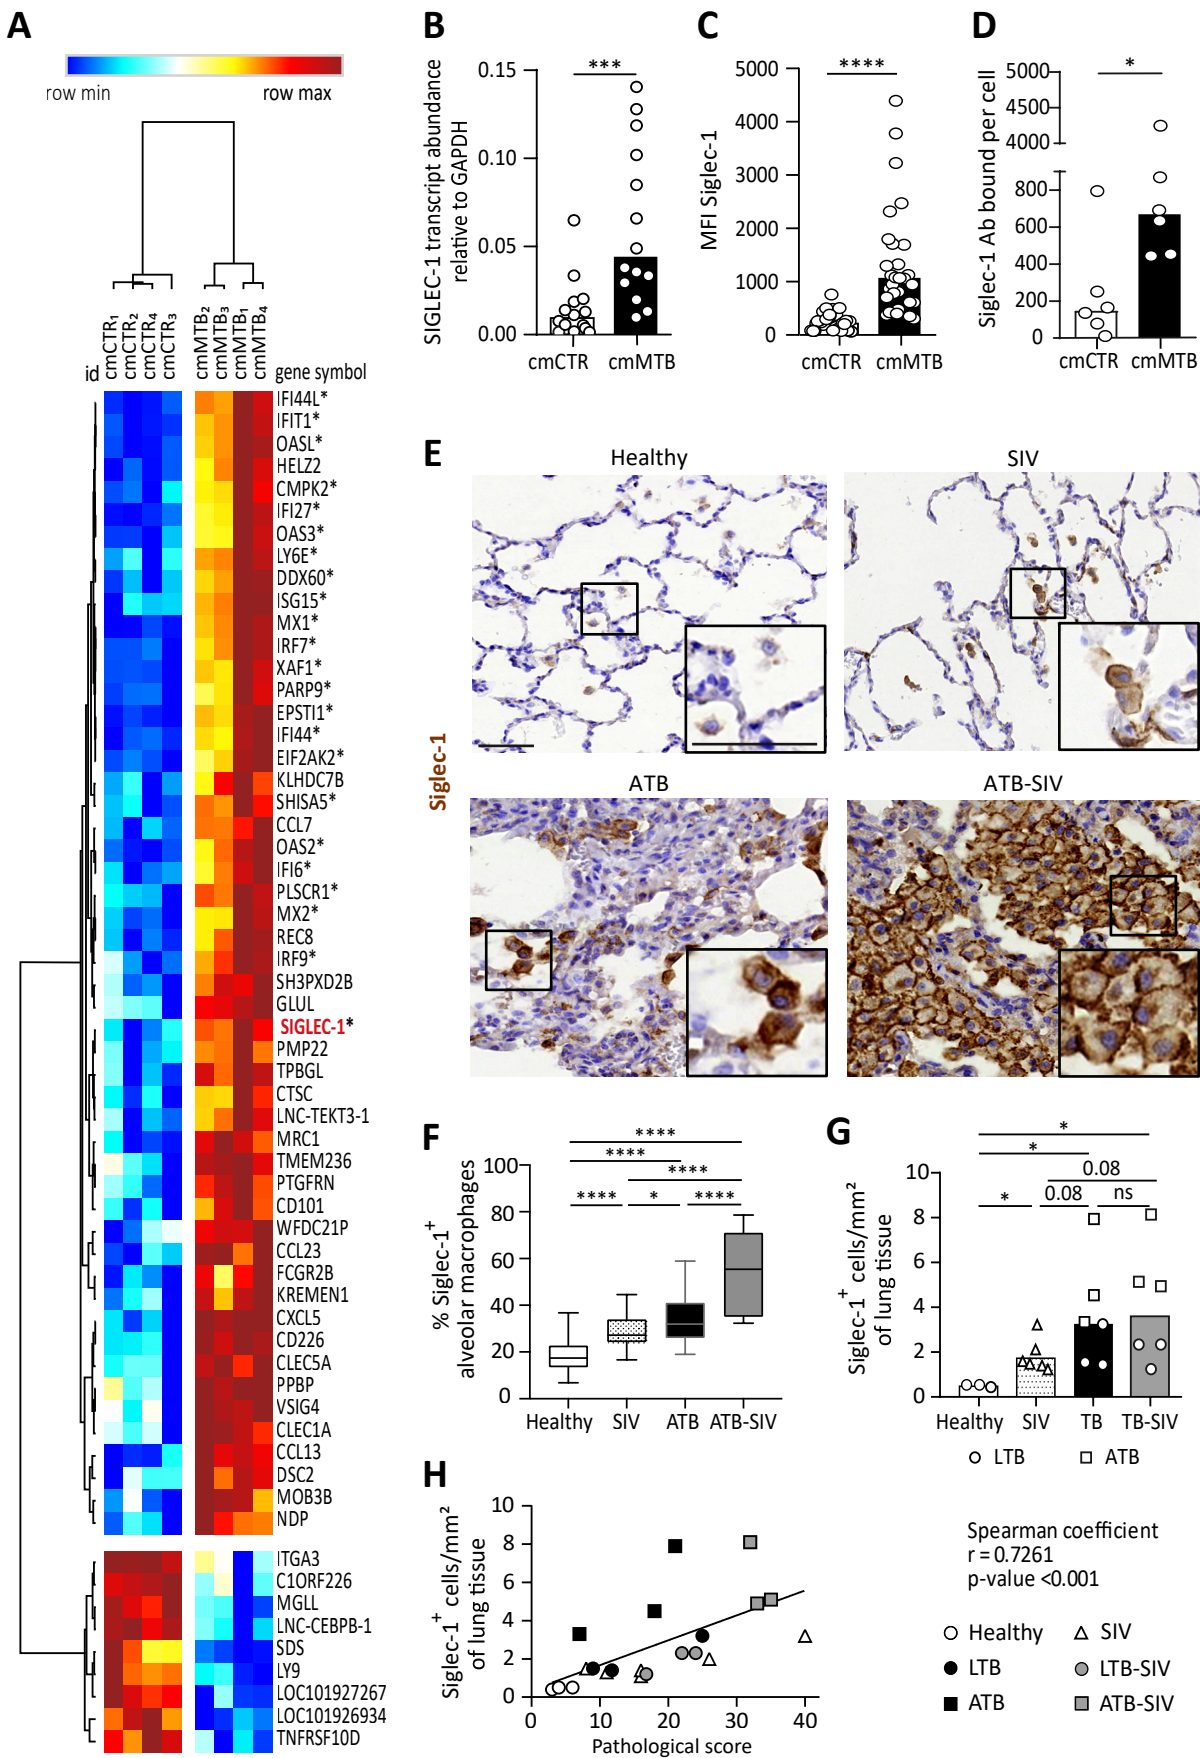 A
row min
row max
cmCTR₁
cmCTR₂
cmCTR₄
cmCTR₃
cmMTB₂
cmMTB₃
cmMTB₁
cmMTB₄
id
gene symbol
IFI44L*
IFIT1*
OASL*
HELZ2
CMPK2*
IFI27*
OAS3*
LY6E*
DDX60*
ISG15*
MX1*
IRF7*
XAF1*
PARP9*
EPSTI1*
IFI44*
EIF2AK2*
KLHDC7B
SHISA5*
CCL7
OAS2*
IFI6*
PLSCR1*
MX2*
REC8
IRF9*
SH3PXD2B
GLUL
SIGLEC-1*
PMP22
TPBGL
CTSC
LNC-TEKT3-1
MRC1
TMEM236
PTGFRN
CD101
WFDC21P
CCL23
FCGR2B
KREMEN1
CXCL5
CD226
CLEC5A
PPBP
VSIG4
CLEC1A
CCL13
DSC2
MOB3B
NDP
ITGA3
C1ORF226
MGLL
LNC-CEBPB-1
SDS
LY9
LOC101927267
LOC101926934
TNFRSF10D
B
SIGLEC-1 transcript abundance
relative to GAPDH
0.15
0.10
0.05
0.00
***
cmCTR
cmMTB
C
MFI Siglec-1
5000
4000
3000
2000
1000
0
****
cmCTR
cmMTB
D
Siglec-1 Ab bound per cell
5000
4500
4000
800
600
400
200
0
*
cmCTR
cmMTB
E
Siglec-1
Healthy
SIV
ATB
ATB-SIV
F
% Siglec-1⁺
alveolar macrophages
100
80
60
40
20
0
****
****
****
****
*
****
Healthy
SIV
ATB
ATB-SIV
G
Siglec-1⁺ cells/mm²
of lung tissue
10
8
6
4
2
0
*
*
0.08
*
0.08
ns
Healthy
SIV
TB
TB-SIV
LTB
ATB
H
Siglec-1⁺ cells/mm²
of lung tissue
10
8
6
4
2
0
0
10
20
30
40
Pathological score
Spearman coefficient
r = 0.7261
p-value <0.001
Healthy
SIV
LTB
LTB-SIV
ATB
ATB-SIV